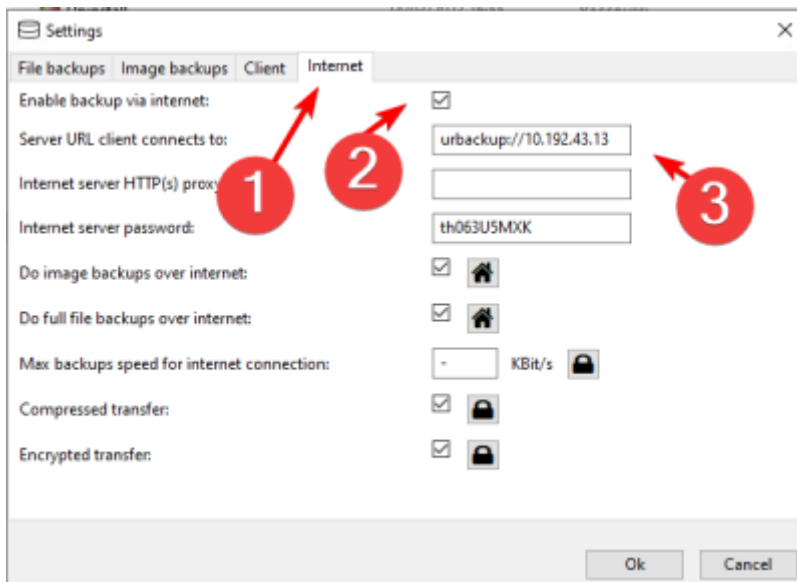 Settings
File backups Image backups Client Internet
Enable backup via internet:
Server URL client connects to: urbackup://10.192.43.13
Internet server HTTP(s) proxy
Internet server password: th063U5MXK
Do image backups over internet:
Do full file backups over internet:
Max backups speed for internet connection: - KBit/s
Compressed transfer:
Encrypted transfer:
1
2
3
Ok Cancel